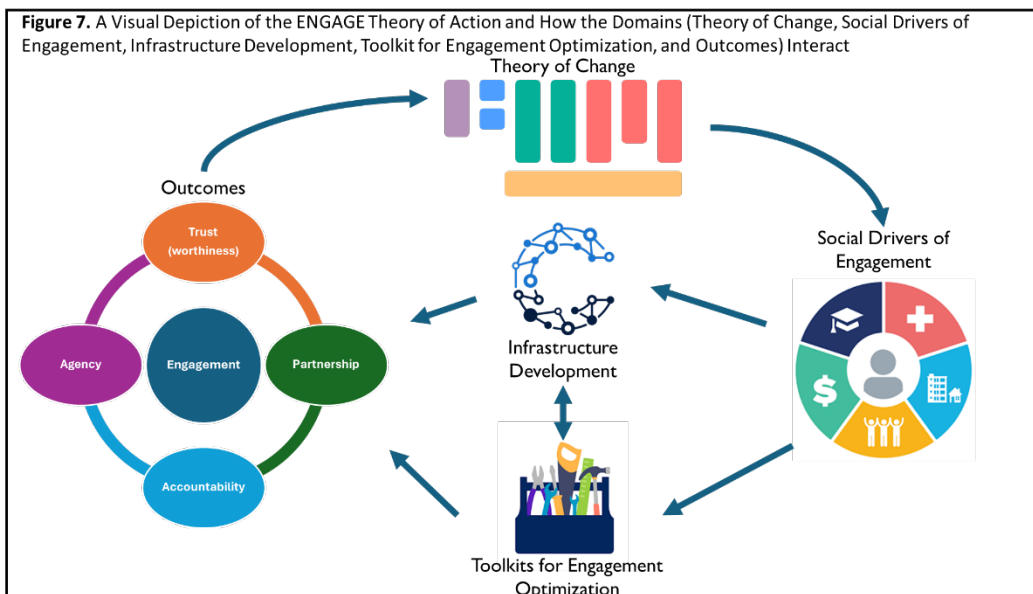 Figure 7. A Visual Depiction of the ENGAGE Theory of Action and How the Domains (Theory of Change, Social Drivers of
Engagement, Infrastructure Development, Toolkit for Engagement Optimization, and Outcomes) Interact
Theory of Change
Outcomes
Trust
(worthiness)
Agency
Engagement
Partnership
Accountability
Infrastructure
Development
Social Drivers of
Engagement
$
Toolkits for Engagement
Optimization